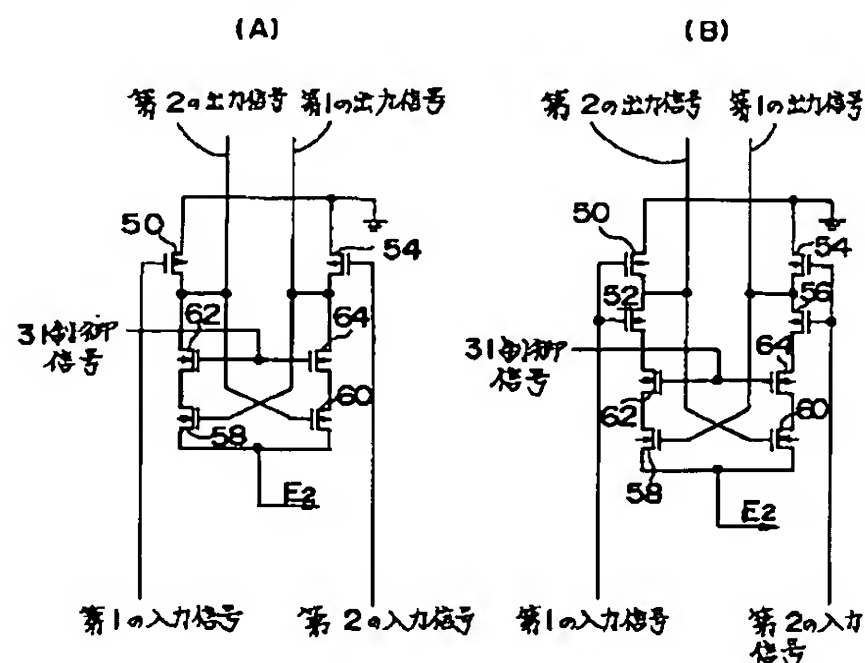 (A)
(B)
第2の出力信号
第1の出力信号
第2の出力信号
第1の出力信号
50
54
62
64
31制御
信号
60
58
E2
第1の入力信号
第2の入力信号
50
54
52
56
31制御
信号
64
62
60
58
E2
第1の入力信号
第2の入力
信号